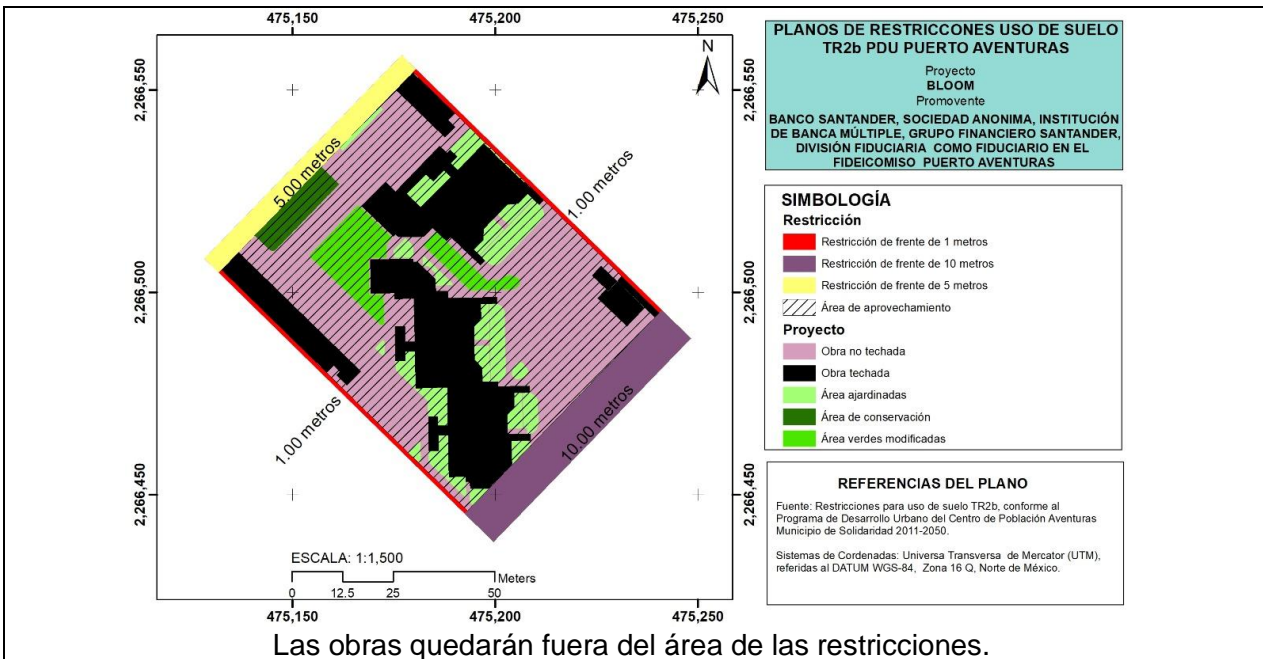 475,150 475,200 475,250
2,266,550 2,266,550
N
5.00 metros
1.00 metros
2,266,500 2,266,500
1.00 metros
10.00 metros
2,266,450 2,266,450
ESCALA: 1:1,500
Meters
0 12.5 25 50
475,150 475,200 475,250
PLANOS DE RESTRICCONES USO DE SUELO
TR2b PDU PUERTO AVENTURAS
Proyecto
BLOOM
Promovente
BANCO SANTANDER, SOCIEDAD ANONIMA, INSTITUCIÓN
DE BANCA MÚLTIPLE, GRUPO FINANCIERO SANTANDER,
DIVISIÓN FIDUCIARIA COMO FIDUCIARIO EN EL
FIDEICOMISO PUERTO AVENTURAS
SIMBOLOGÍA
Restricción
Restricción de frente de 1 metros
Restricción de frente de 10 metros
Restricción de frente de 5 metros
Área de aprovechamiento
Proyecto
Obra no techada
Obra techada
Área ajardinadas
Área de conservación
Área verdes modificadas
REFERENCIAS DEL PLANO
Fuente: Restricciones para uso de suelo TR2b, conforme al
Programa de Desarrollo Urbano del Centro de Población Aventuras
Municipio de Solidaridad 2011-2050.
Sistemas de Cordenadas: Universa Transversa de Mercator (UTM),
referidas al DATUM WGS-84, Zona 16 Q, Norte de México.
Las obras quedarán fuera del área de las restricciones.